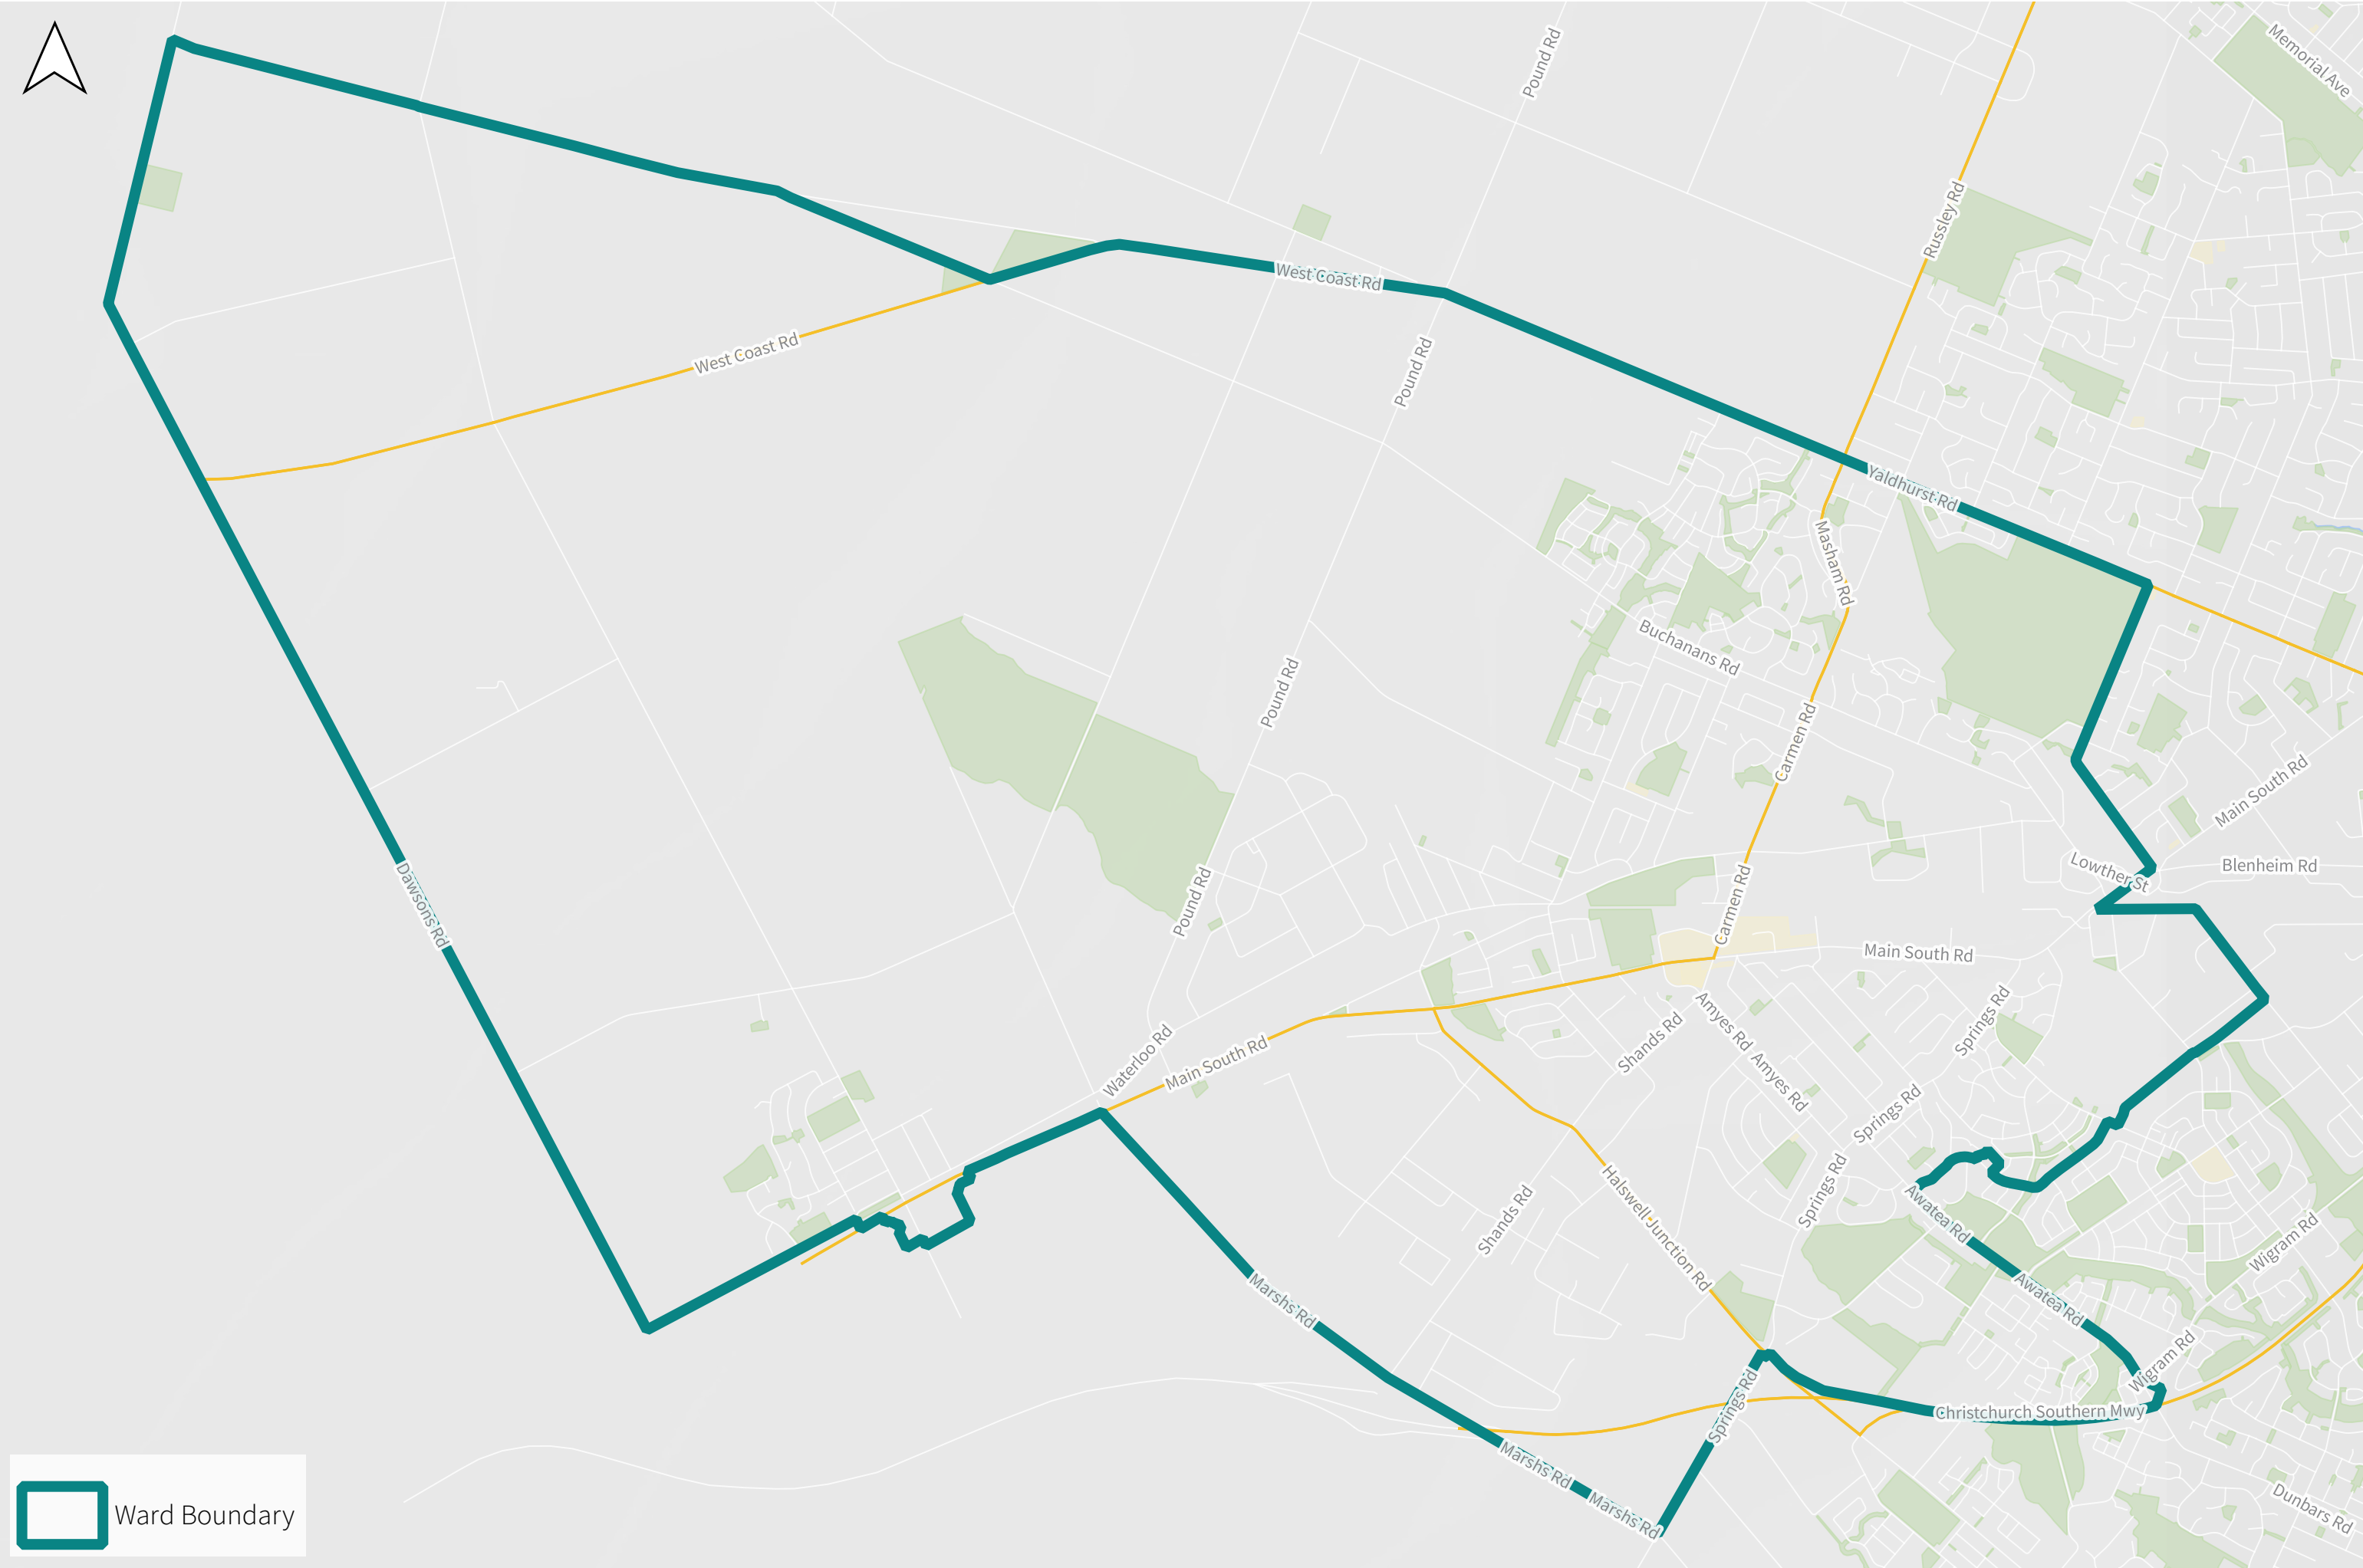 Memorial Ave
Pound Rd
Russley Rd
West Coast Rd
West Coast Rd
Pound Rd
Yaldhurst Rd
Masham Rd
Buchanans Rd
Pound Rd
Carmen Rd
Main South Rd
Lowther St
Blenheim Rd
Dawsons Rd
Pound Rd
Carmen Rd
Main South Rd
Waterloo Rd
Main South Rd
Shands Rd
Amyes Rd
Amyes Rd
Springs Rd
Springs Rd
Springs Rd
Shands Rd
Halswell Junction Rd
Awatea Rd
Awatea Rd
Wigram Rd
Wigram Rd
Marshs Rd
Springs Rd
Christchurch Southern Mwy
Marshs Rd
Marshs Rd
Dunbars Rd
Ward Boundary